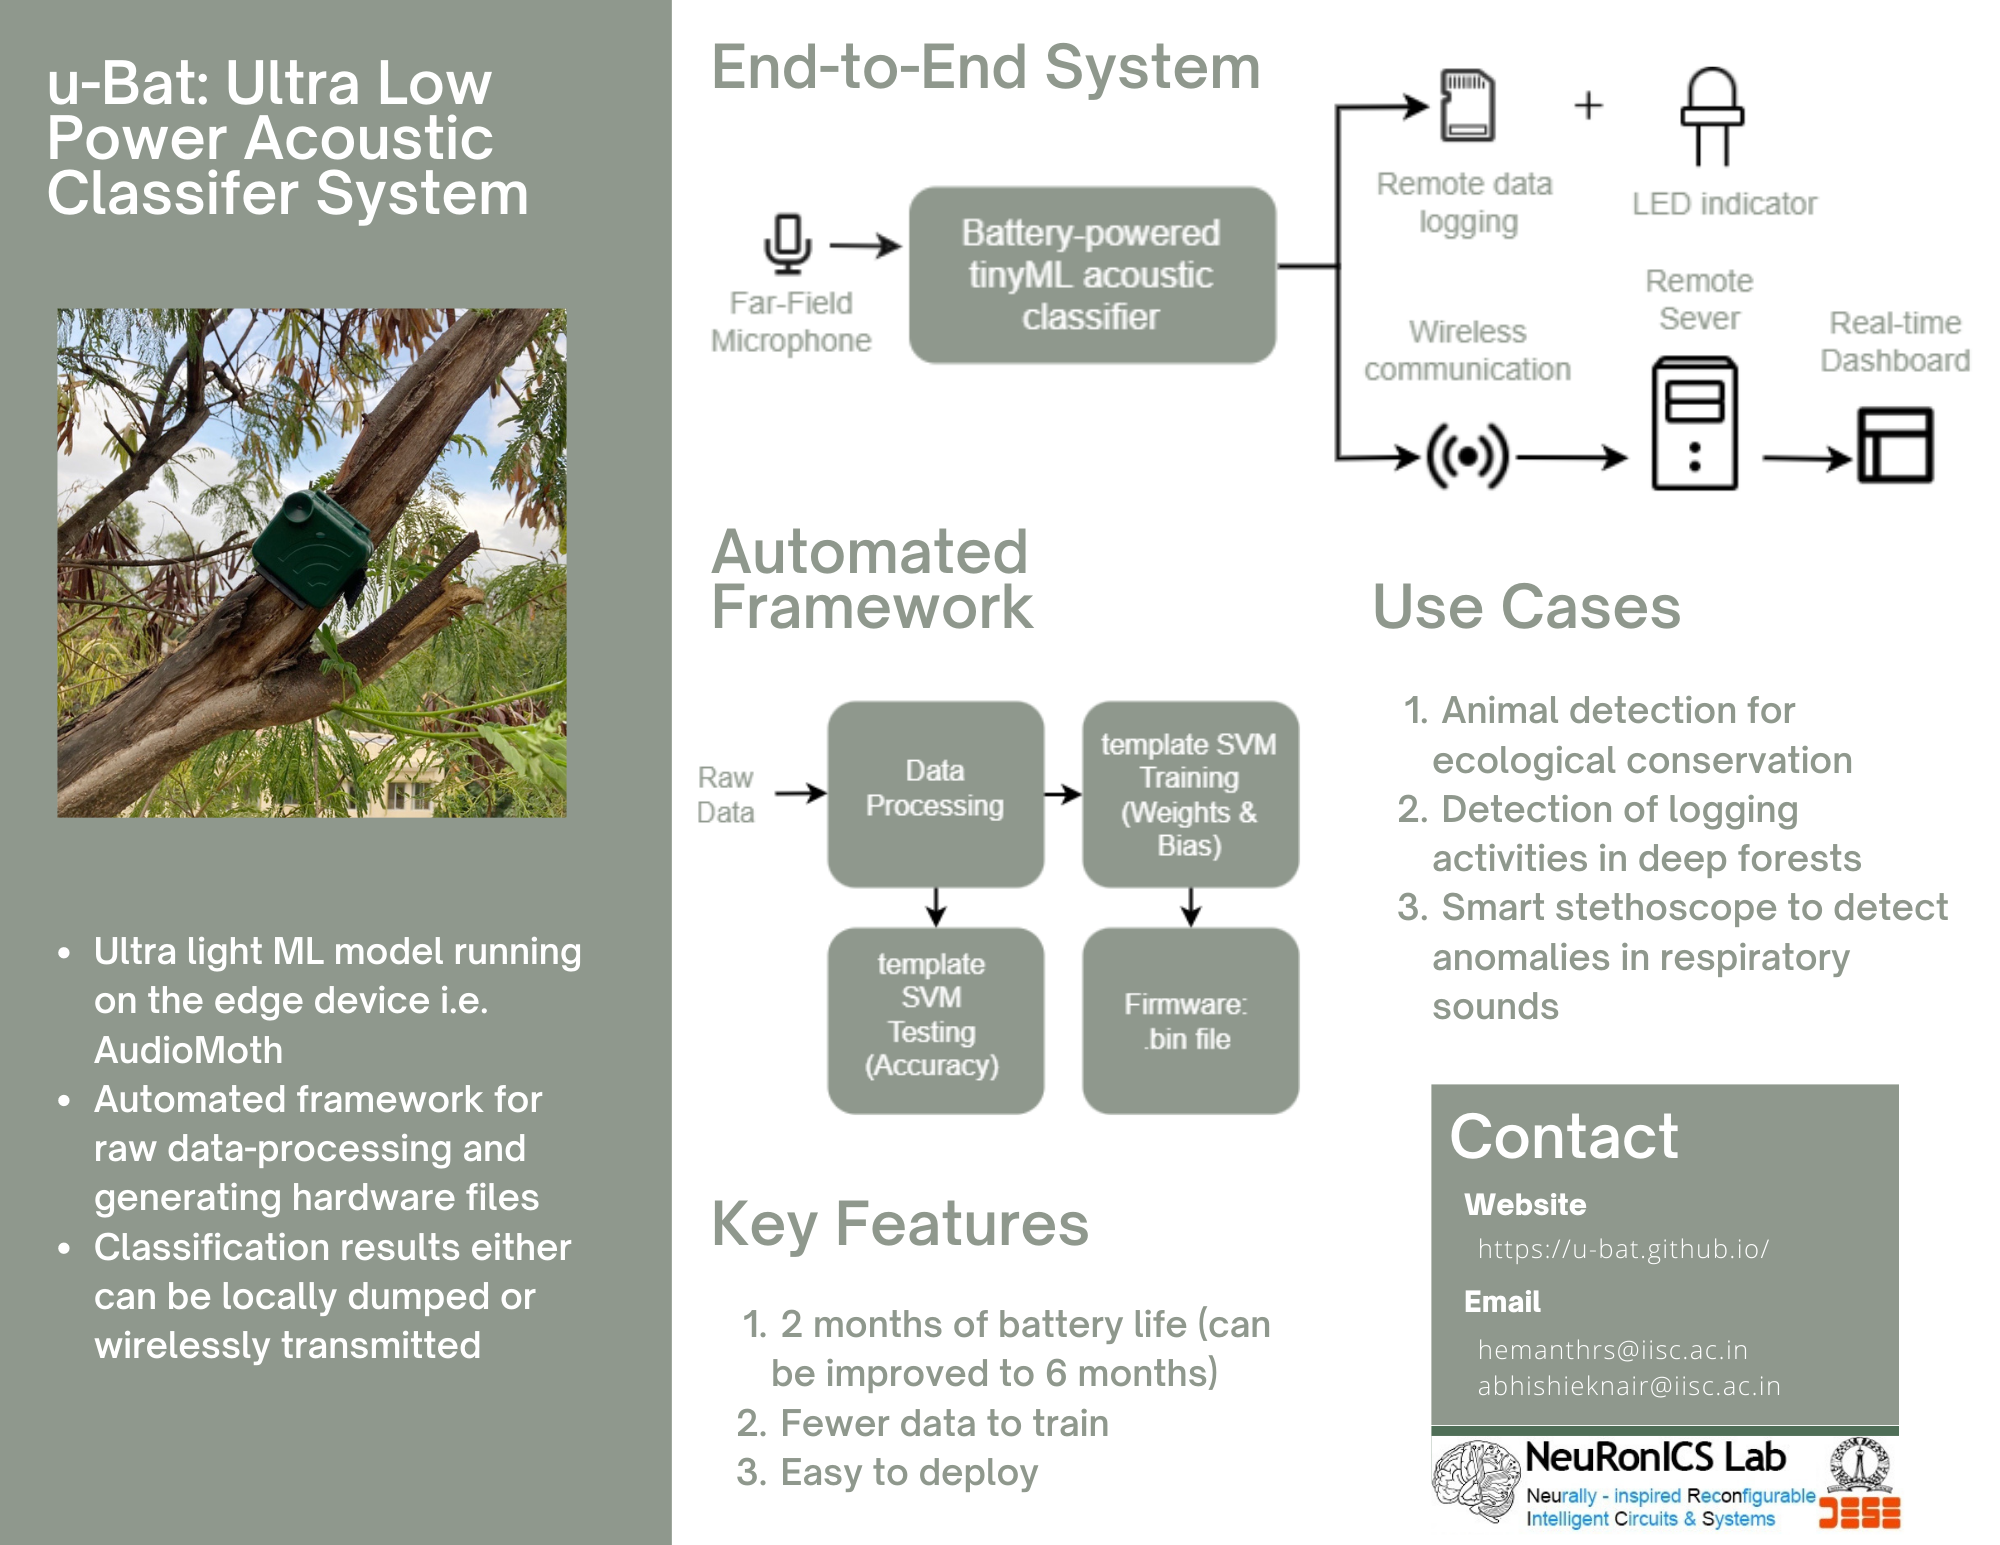 u-Bat: Ultra Low
Power Acoustic
Classifer System
Ultra light ML model running
on the edge device i.e.
AudioMoth
Automated framework for
raw data-processing and
generating hardware files
Classification results either
can be locally dumped or
wirelessly transmitted
End-to-End System
Far-Field
Microphone
Battery-powered
tinyML acoustic
classifier
Remote data
logging
+
LED indicator
Wireless
communication
Remote
Sever
Real-time
Dashboard
Automated
Framework
Raw
Data
Data
Processing
template SVM
Training
(Weights &
Bias)
template
SVM
Testing
(Accuracy)
Firmware:
.bin file
Key Features
1. 2 months of battery life (can
be improved to 6 months)
2. Fewer data to train
3. Easy to deploy
Use Cases
1. Animal detection for
ecological conservation
2. Detection of logging
activities in deep forests
3. Smart stethoscope to detect
anomalies in respiratory
sounds
Contact
Website
https://u-bat.github.io/
Email
hemanthrs@iisc.ac.in
abhishieknair@iisc.ac.in
NeuRonICS Lab
Neurally - inspired Reconfigurable
Intelligent Circuits & Systems
DESE